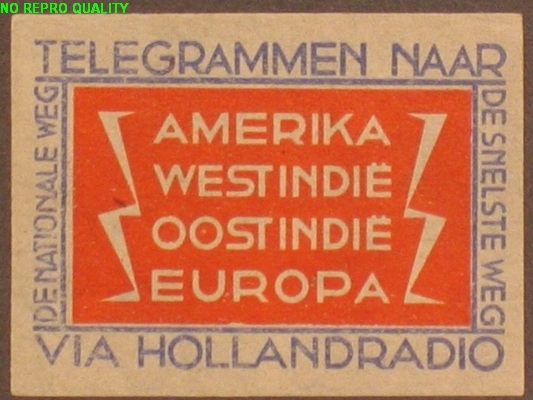 NO REPRO QUALITY
TELEGRAMMEN NAAR
DE NATIONALE WEG
AMERIKA
WESTINDIË
OOSTINDIË
EUROPA
DE SNELSTE WEG
VIA HOLLANDRADIO